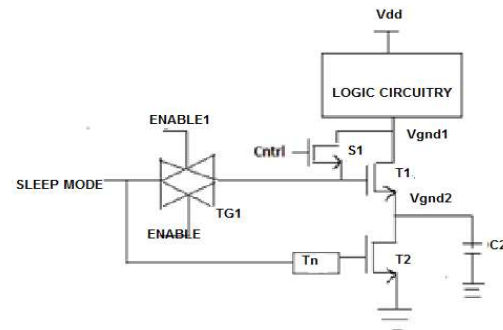 Vdd
LOGIC CIRCUITRY
ENABLE1
Cntrl
S1
Vgnd1
T1
SLEEP MODE
TG1
Vgnd2
ENABLE
Tn
T2
C2